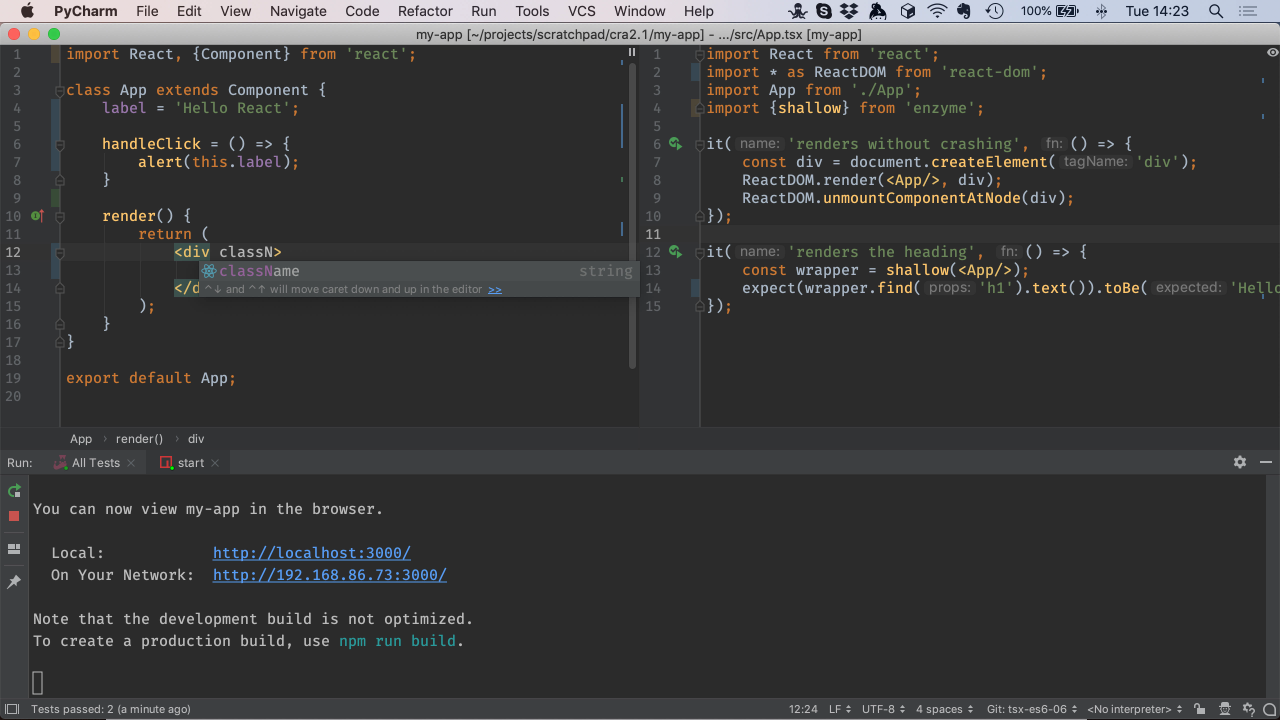 PyCharm File Edit View Navigate Code Refactor Run Tools VCS Window Help 100% Tue 14:23
my-app [~/projects/scratchpad/cra2.1/my-app] - .../src/App.tsx [my-app]
1 import React, {Component} from 'react';
2
3 class App extends Component {
4 label = 'Hello React';
5
6 handleClick = () => {
7 alert(this.label);
8 }
9
10 render() {
11 return (
12 <div classN>
13 className string
14 </d ^↓ and ^↑ will move caret down and up in the editor >>
15 );
16 }
17 }
18
19 export default App;
20
1 import React from 'react';
2 import * as ReactDOM from 'react-dom';
3 import App from './App';
4 import {shallow} from 'enzyme';
5
6 it( name: 'renders without crashing', fn: () => {
7 const div = document.createElement( tagName: 'div');
8 ReactDOM.render(<App/>, div);
9 ReactDOM.unmountComponentAtNode(div);
10 });
11
12 it( name: 'renders the heading', fn: () => {
13 const wrapper = shallow(<App/>);
14 expect(wrapper.find( props: 'h1').text()).toBe( expected: 'Hello
15 });
App › render() › div
Run: All Tests × start ×
You can now view my-app in the browser.
Local: http://localhost:3000/
On Your Network: http://192.168.86.73:3000/
Note that the development build is not optimized.
To create a production build, use npm run build.
Tests passed: 2 (a minute ago) 12:24 LF UTF-8 4 spaces Git: tsx-es6-06 <No interpreter>